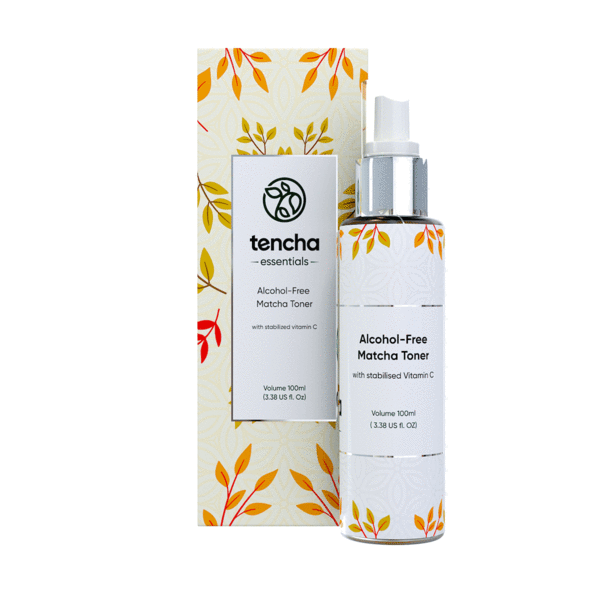 tencha
essentials
Alcohol-Free
Matcha Toner
with stabilized vitamin C
Volume 100ml
(3.38 US fl. Oz)
Alcohol-Free
Matcha Toner
with stabilised Vitamin C
Volume 100ml
( 3.38 US fl. OZ)